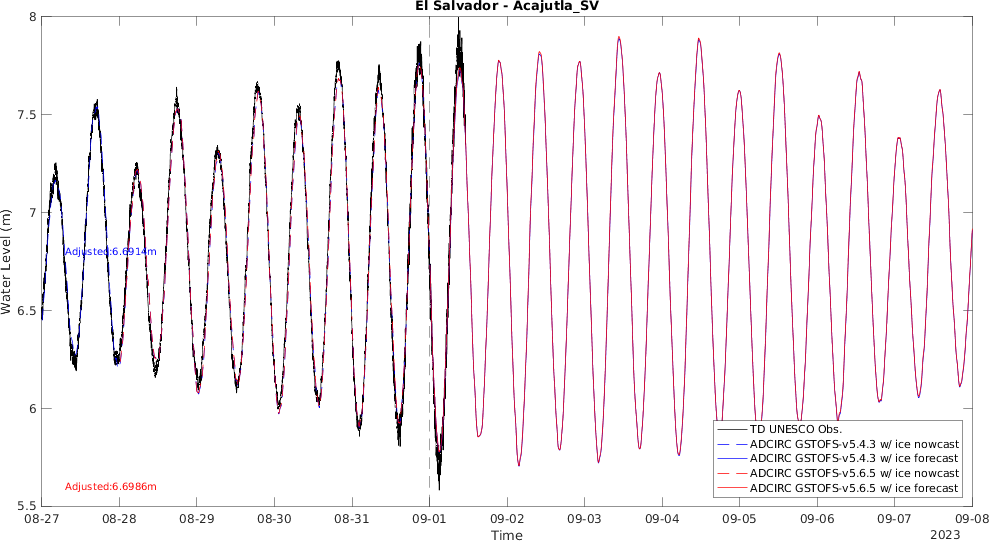 El Salvador - Acajutla_SV
8
7.5
7
6.5
6
5.5
Water Level (m)
Adjusted:6.6914m
Adjusted:6.6986m
TD UNESCO Obs.
ADCIRC GSTOFS-v5.4.3 w/ ice nowcast
ADCIRC GSTOFS-v5.4.3 w/ ice forecast
ADCIRC GSTOFS-v5.6.5 w/ ice nowcast
ADCIRC GSTOFS-v5.6.5 w/ ice forecast
08-27 08-28 08-29 08-30 08-31 09-01 09-02 09-03 09-04 09-05 09-06 09-07 09-08
Time
2023